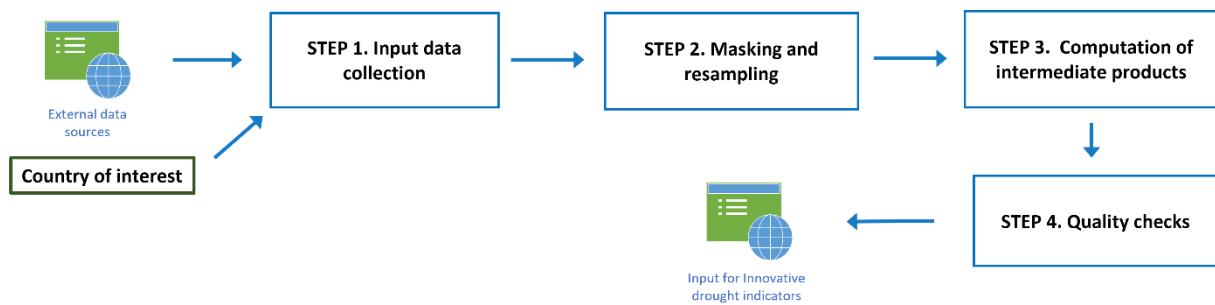 External data
sources
Country of interest
STEP 1. Input data
collection
STEP 2. Masking and
resampling
STEP 3.  Computation of
intermediate products
STEP 4. Quality checks
Input for Innovative
drought indicators